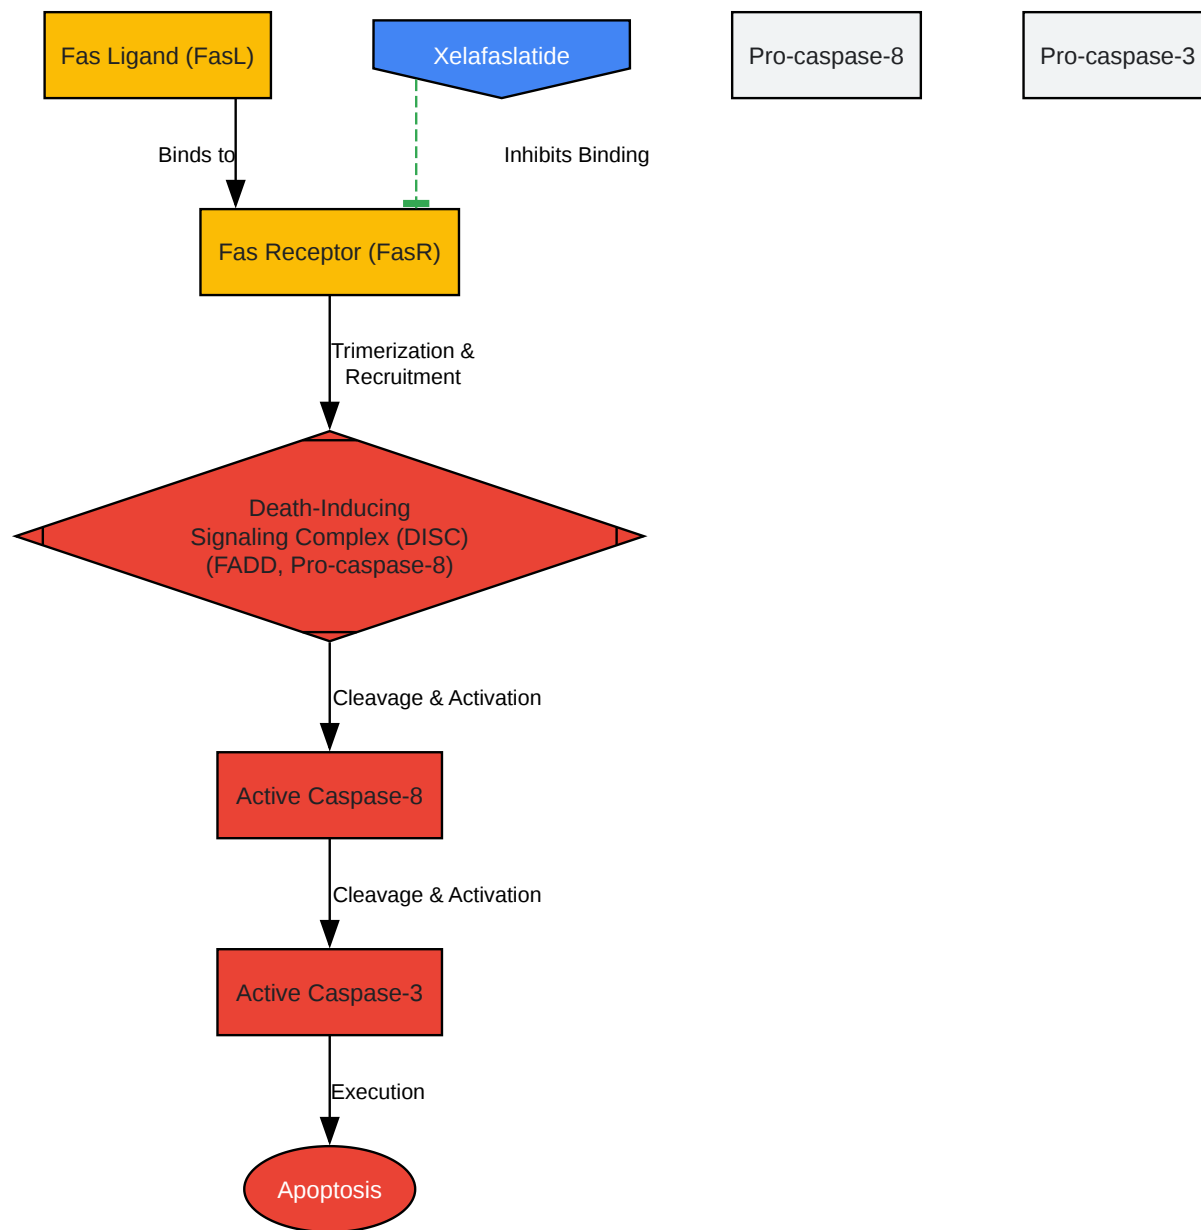 Fas Ligand (FasL)
Xelafaslatide
Pro-caspase-8
Pro-caspase-3
Binds to
Inhibits Binding
Fas Receptor (FasR)
Trimerization &
Recruitment
Death-Inducing
Signaling Complex (DISC)
(FADD, Pro-caspase-8)
Cleavage & Activation
Active Caspase-8
Cleavage & Activation
Active Caspase-3
Execution
Apoptosis